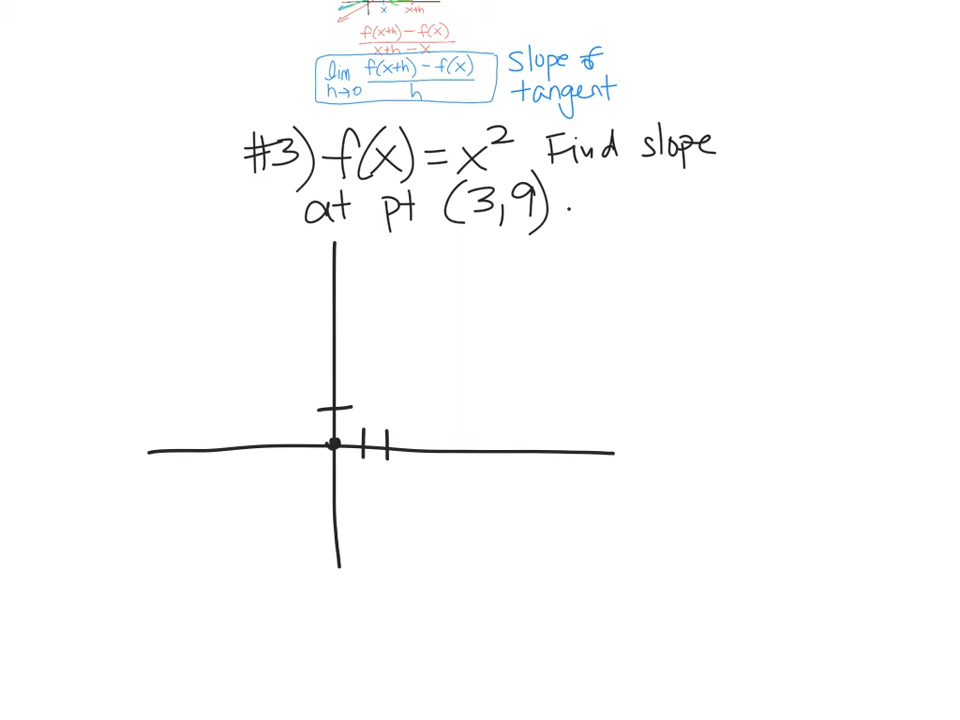 x x+h
f(x+h) - f(x)
x+h - x
lim h→0 f(x+h) - f(x) / h
Slope of
tangent
#3) f(x) = x² Find slope
at pt (3,9).